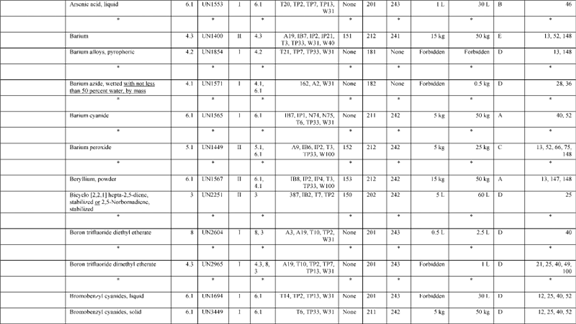 Arsenic acid, liquid 6.1 UN1553 I 6.1 T20, TP2, TP7, TP13, W31 None 201 243 1 L 30 L B 46
* * * * * * *
Barium 4.3 UN1400 II 4.3 A19, IB7, IP2, IP21, T3, TP33, W31, W40 151 212 241 15 kg 50 kg E 13, 52, 148
Barium alloys, pyrophoric 4.2 UN1854 I 4.2 T21, TP7, TP33, W31 None 181 None Forbidden Forbidden D 13, 148
* * * * * * *
Barium azide, wetted with not less than 50 percent water, by mass 4.1 UN1571 I 4.1, 6.1 162, A2, W31 None 182 None Forbidden 0.5 kg D 28, 36
* * * * * * *
Barium cyanide 6.1 UN1565 I 6.1 IB7, IP1, N74, N75, T6, TP33, W31 None 211 242 5 kg 50 kg A 40, 52
* * * * * * *
Barium peroxide 5.1 UN1449 II 5.1, 6.1 A9, IB6, IP2, T3, TP33, W100 152 212 242 5 kg 25 kg C 13, 52, 66, 75, 148
* * * * * * *
Beryllium, powder 6.1 UN1567 II 6.1, 4.1 IB8, IP2, IP4, T3, TP33, W100 153 212 242 15 kg 50 kg A 13, 147, 148
Bicyclo [2,2,1] hepta-2,5-diene, stabilized or 2,5-Norbornadiene, stabilized 3 UN2251 II 3 387, IB2, T7, TP2 150 202 242 5 L 60 L D 25
* * * * * * *
Boron trifluoride diethyl etherate 8 UN2604 I 8, 3 A3, A19, T10, TP2, W31 None 201 243 0.5 L 2.5 L D 40
* * * * * * *
Boron trifluoride dimethyl etherate 4.3 UN2965 I 4.3, 8, 3 A19, T10, TP2, TP7, TP13, W31 None 201 243 Forbidden 1 L D 21, 25, 40, 49, 100
* * * * * * *
Bromobenzyl cyanides, liquid 6.1 UN1694 I 6.1 T14, TP2, TP13, W31 None 201 243 Forbidden 30 L D 12, 25, 40, 52
Bromobenzyl cyanides, solid 6.1 UN3449 I 6.1 T6, TP33, W31 None 211 242 5 kg 50 kg D 12, 25, 40, 52